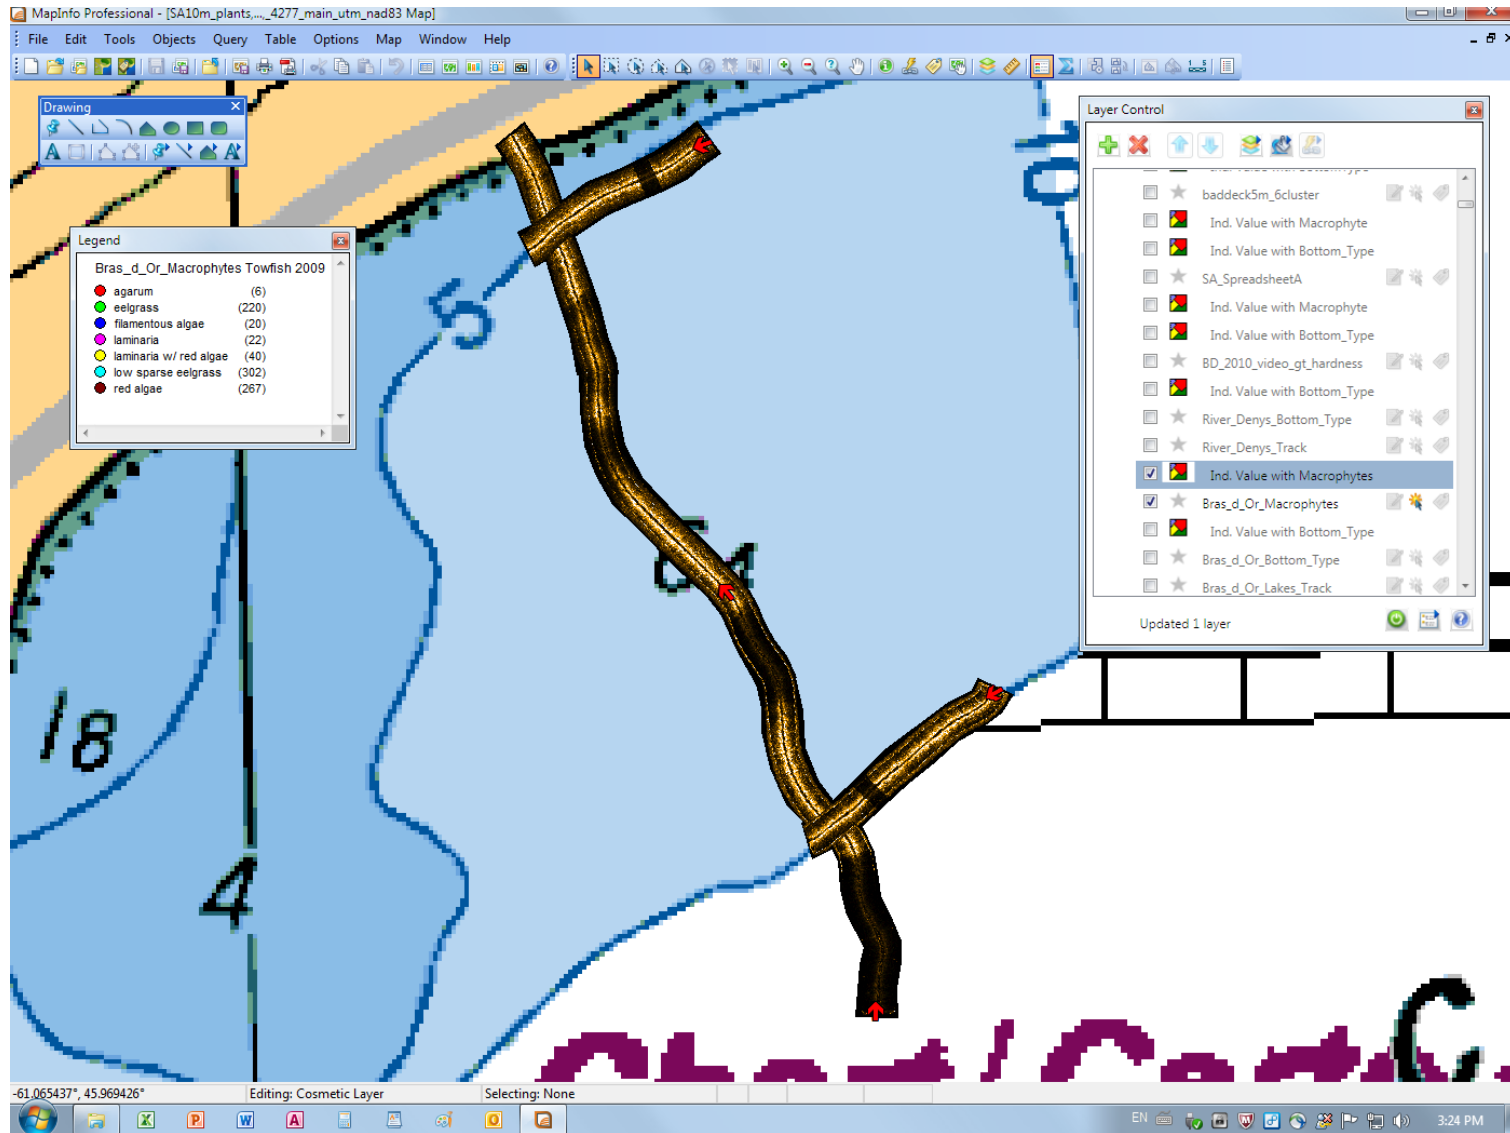 MapInfo Professional - [SA10m_plants,...,_4277_main_utm_nad83 Map]
File Edit Tools Objects Query Table Options Map Window Help
Drawing
Legend
Bras_d_Or_Macrophytes Towfish 2009
agarum (6)
eelgrass (220)
filamentous algae (20)
laminaria (22)
laminaria w/ red algae (40)
low sparse eelgrass (302)
red algae (267)
Layer Control
baddeck5m_6cluster
Ind. Value with Macrophyte
Ind. Value with Bottom_Type
SA_SpreadsheetA
Ind. Value with Macrophyte
Ind. Value with Bottom_Type
BD_2010_video_gt_hardness
Ind. Value with Bottom_Type
River_Denys_Bottom_Type
River_Denys_Track
Ind. Value with Macrophytes
Bras_d_Or_Macrophytes
Ind. Value with Bottom_Type
Bras_d_Or_Bottom_Type
Bras_d_Or_Lakes_Track
Updated 1 layer
10
5
18
4
-61.065437°, 45.969426°
Editing: Cosmetic Layer
Selecting: None
EN
3:24 PM